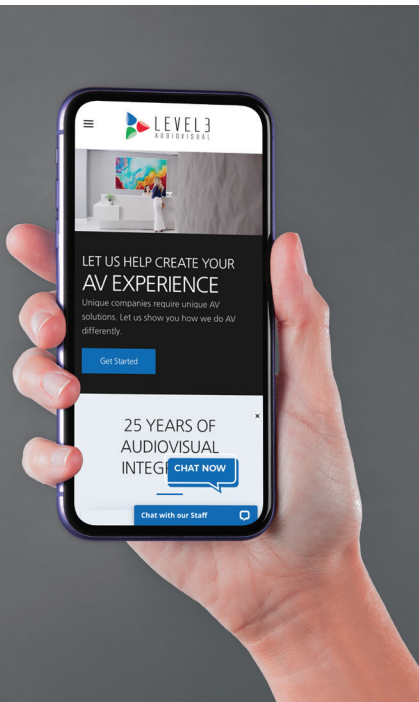 LEVEL3
AUDIOVISUAL
LET US HELP CREATE YOUR
AV EXPERIENCE
Unique companies require unique AV
solutions. Let us show you how we do AV
differently.
Get Started
×
25 YEARS OF
AUDIOVISUAL
INTEG
CHAT NOW
Chat with our Staff